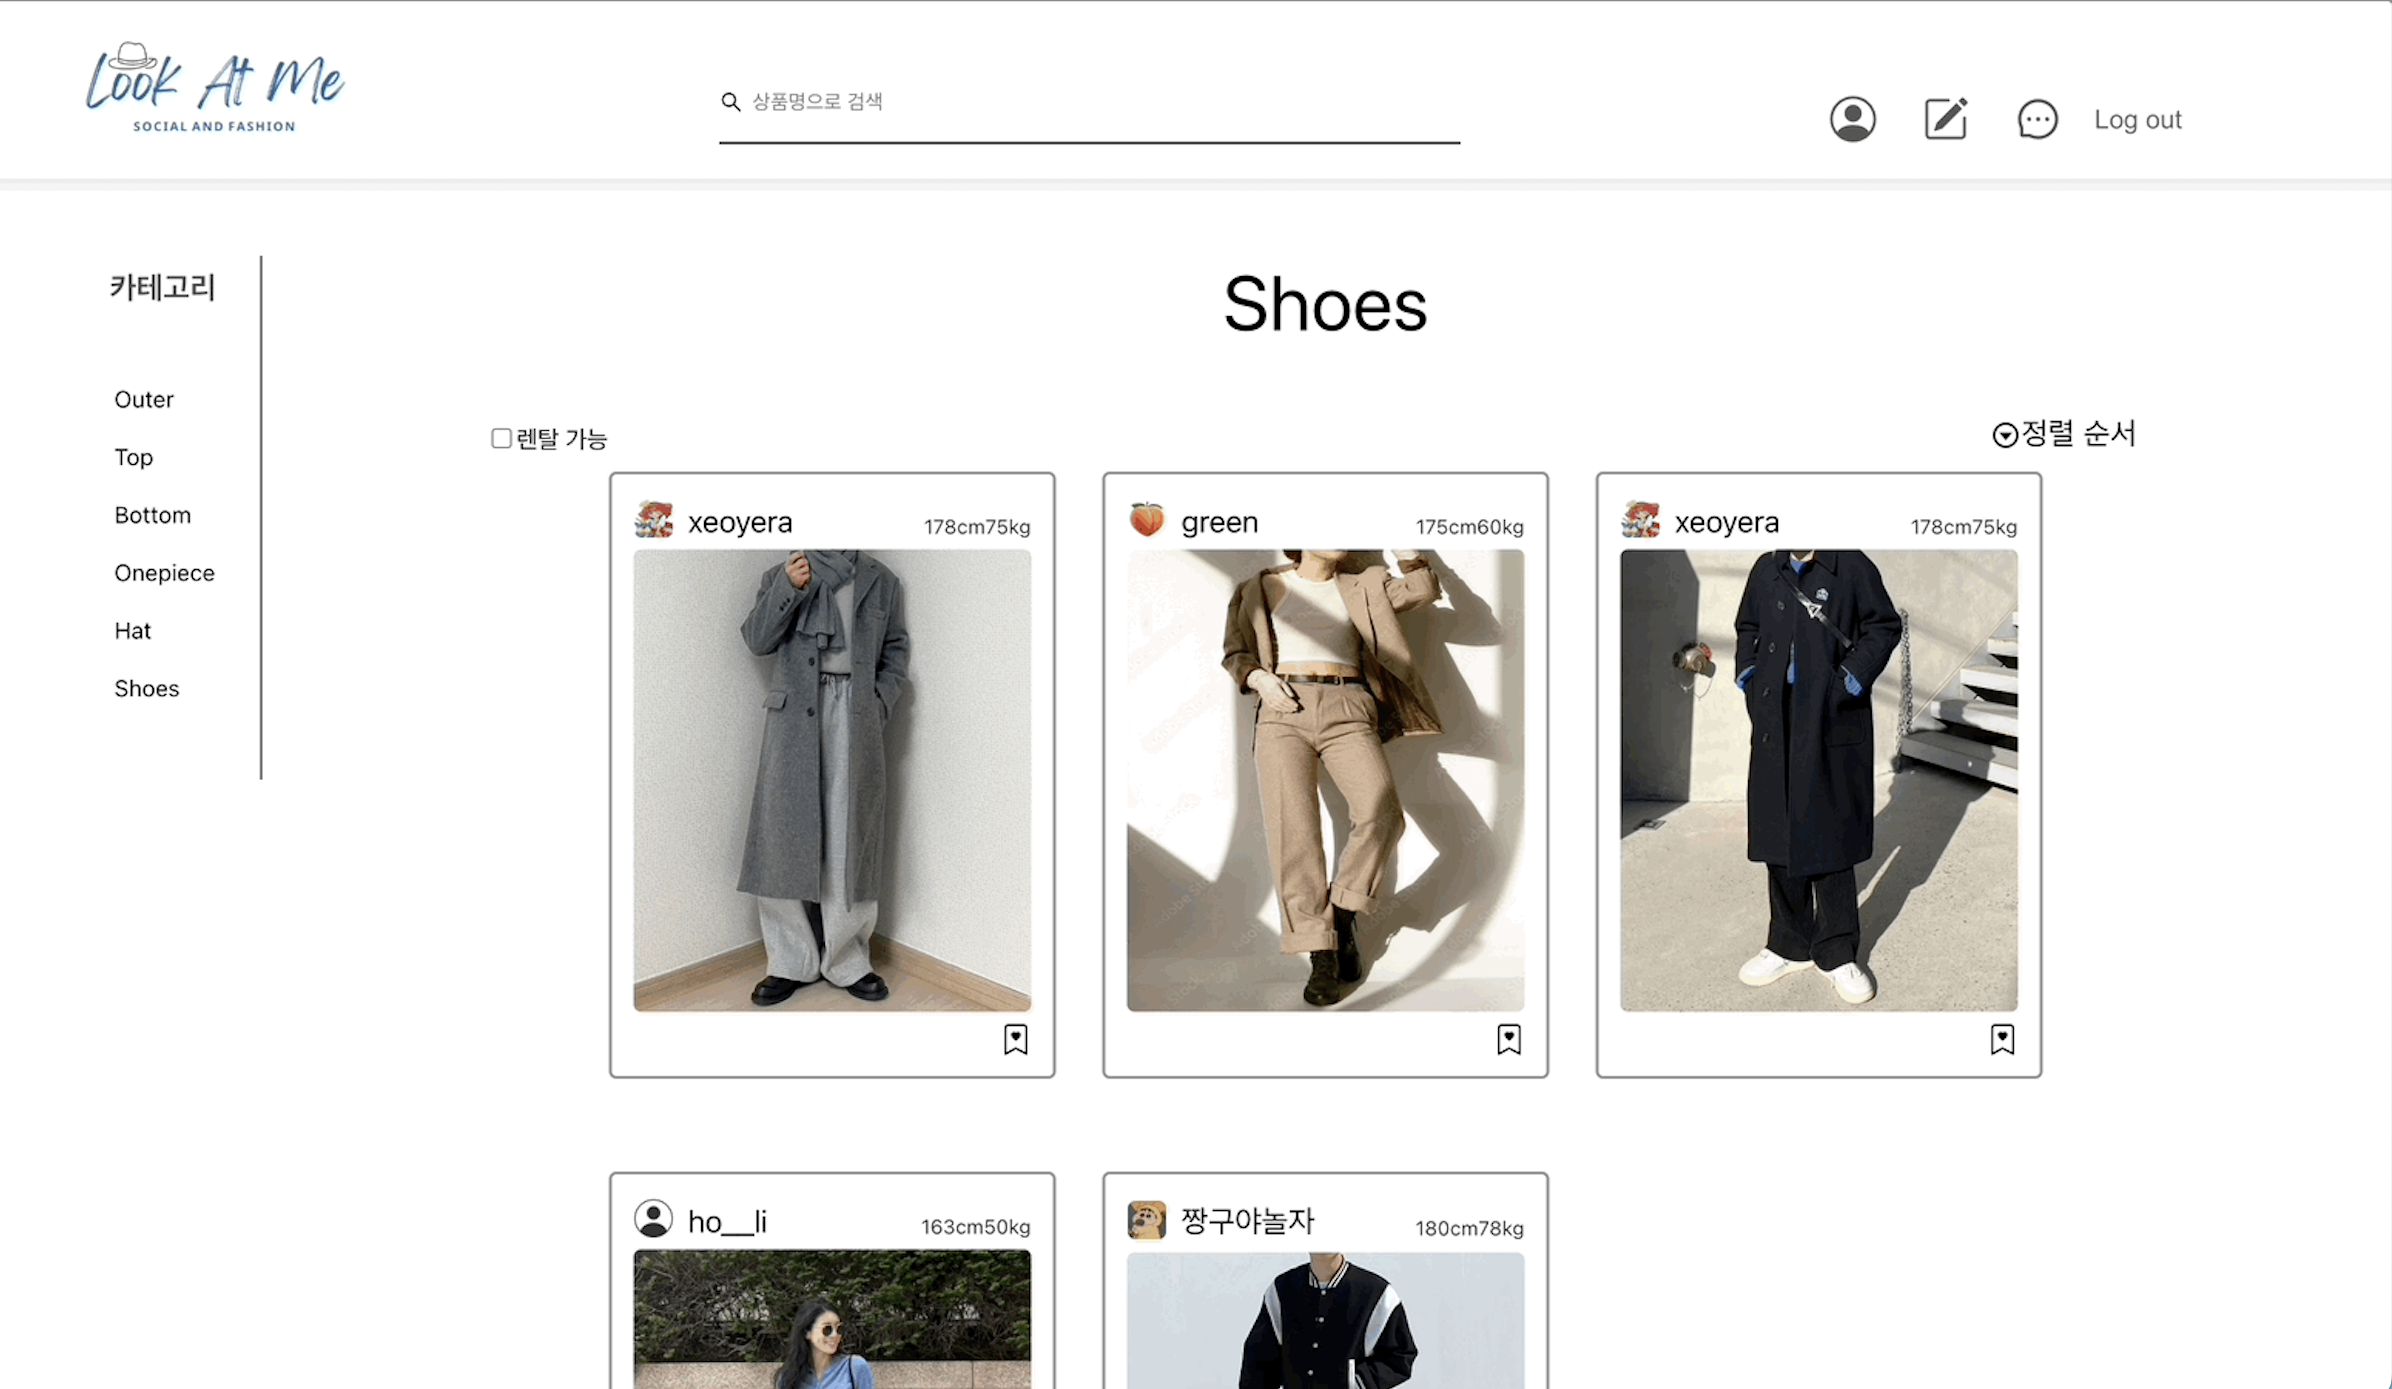 Look At Me
SOCIAL AND FASHION
상품명으로 검색
Log out
카테고리
Outer
Top
Bottom
Onepiece
Hat
Shoes
Shoes
렌탈 가능
정렬 순서
xeoyera 178cm75kg
green 175cm60kg
xeoyera 178cm75kg
ho__li 163cm50kg
짱구야놀자 180cm78kg